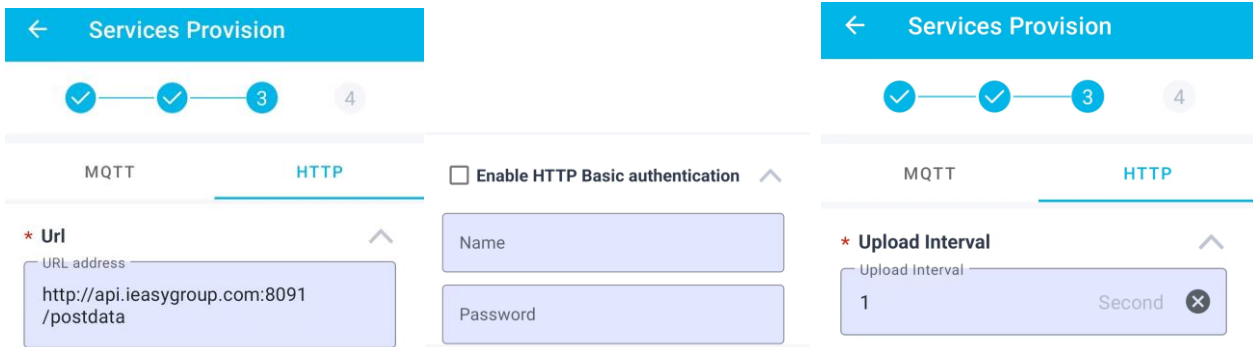 Services Provision
3
4
MQTT HTTP
* Url
URL address
http://api.ieasygroup.com:8091
/postdata
Enable HTTP Basic authentication
Name
Password
Services Provision
3
4
MQTT HTTP
* Upload Interval
Upload Interval
1 Second